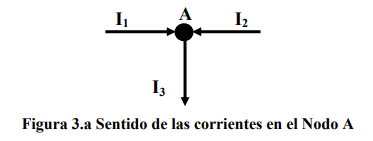 I₁ A I₂
I₃
Figura 3.a Sentido de las corrientes en el Nodo A